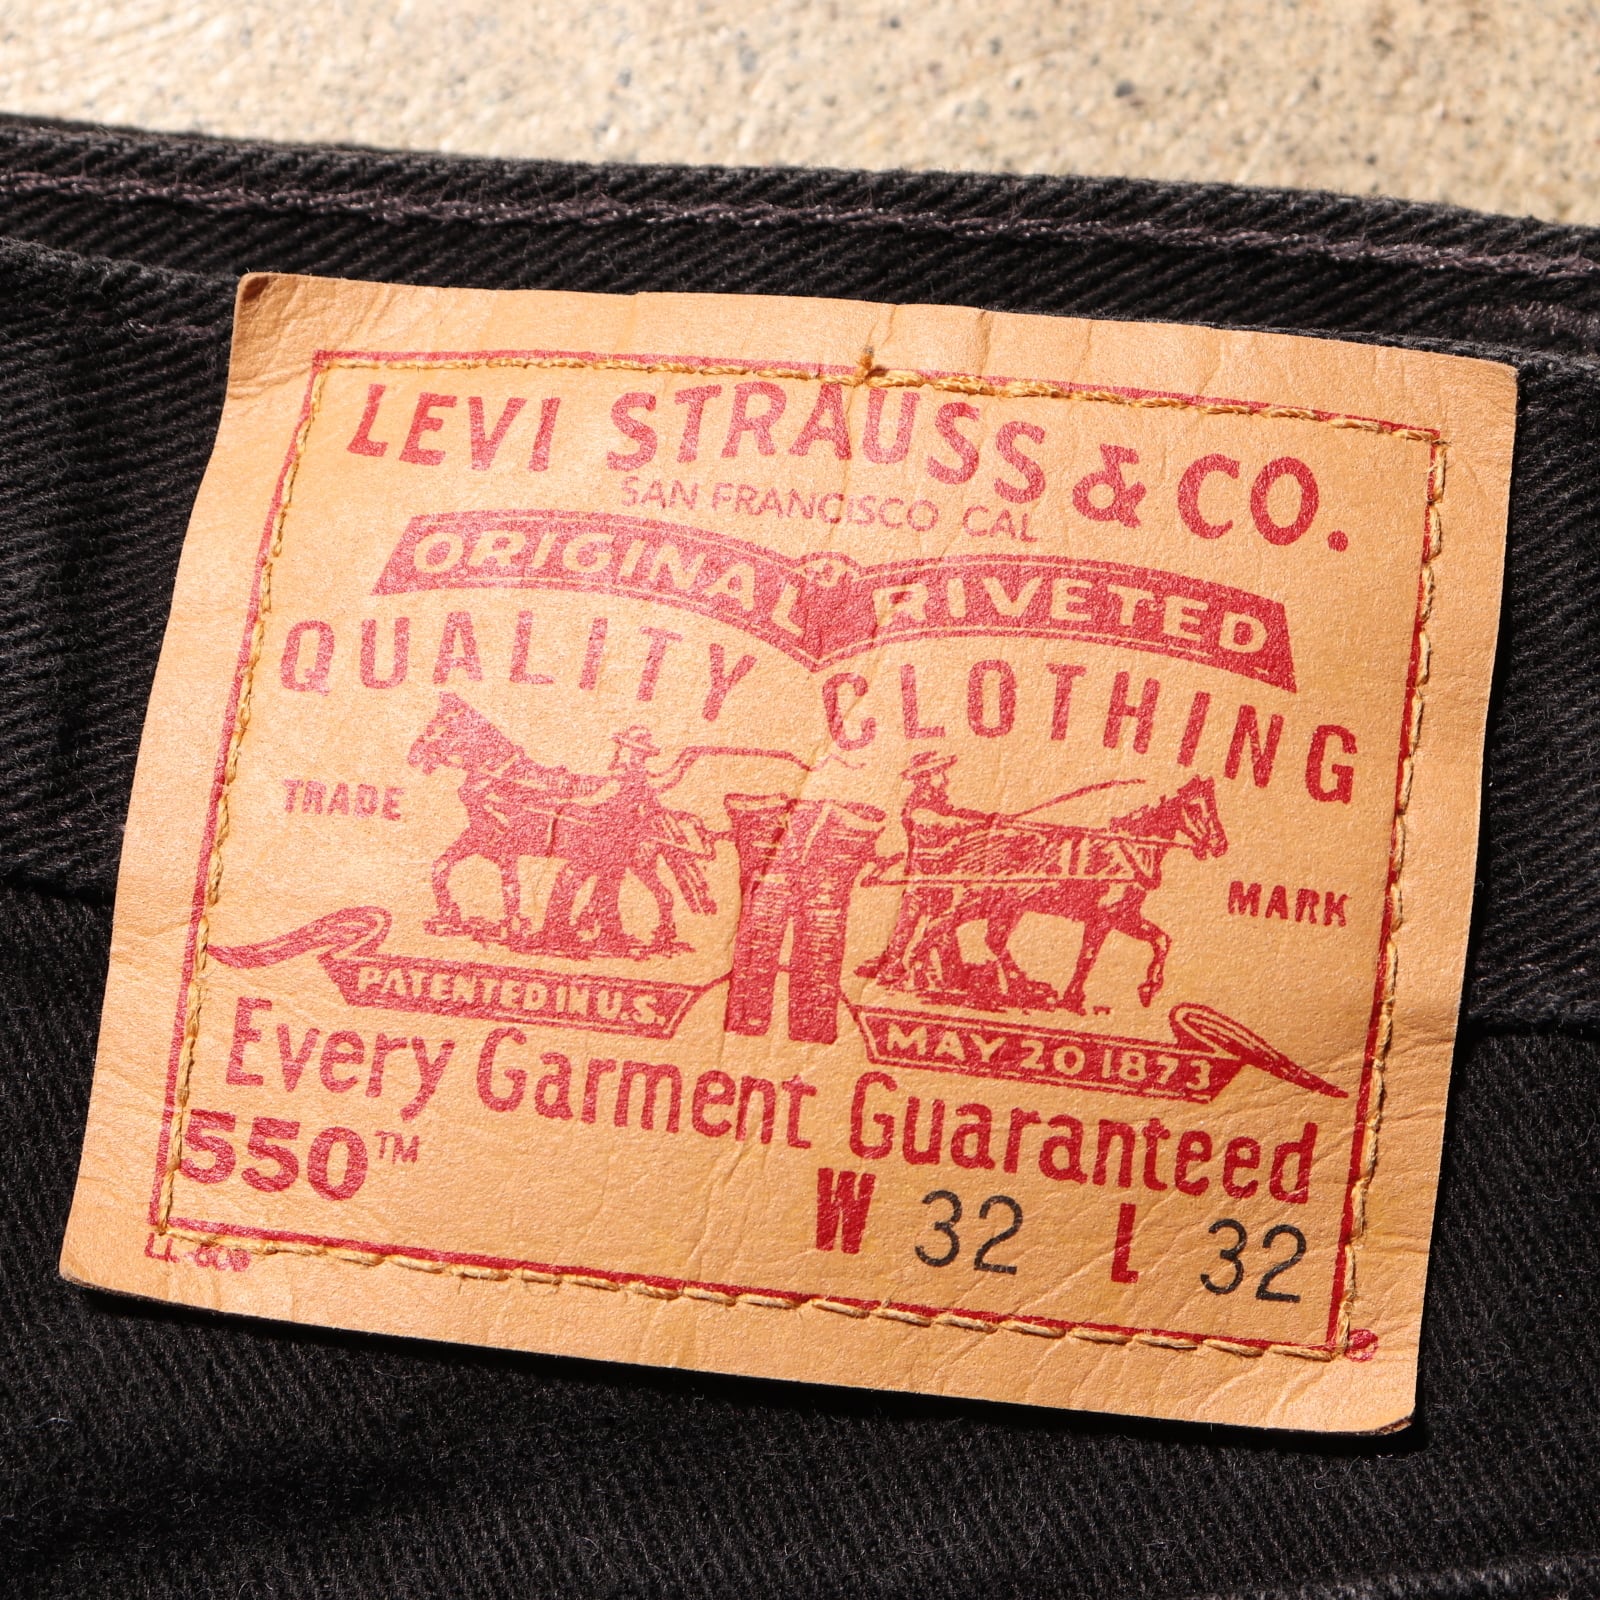 LEVI STRAUSS & CO.
SAN FRANCISCO CAL
ORIGINAL RIVETED
QUALITY CLOTHING
TRADE MARK
PATENTED IN U.S. MAY 20 1873
Every Garment Guaranteed
550™
W 32 L 32